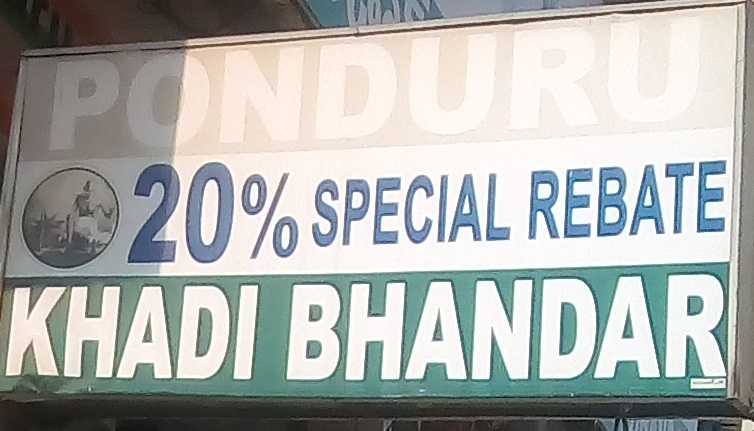 PONDURU
20% SPECIAL REBATE
KHADI BHANDAR